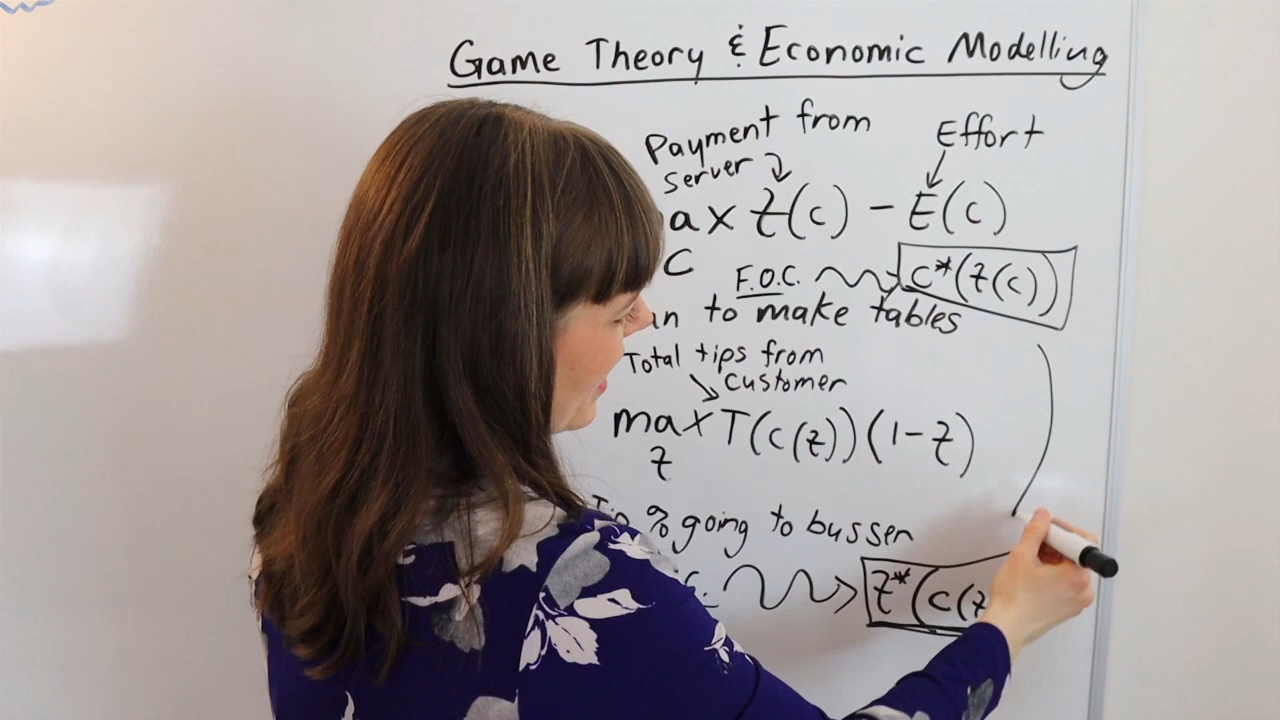 Game Theory & Economic Modelling
Payment from
server
Effort
ax Z(c) - E(c)
C
F.O.C. c*(Z(c))
an to make tables
Total tips from
customer
max T(c(z))(1-z)
z
% going to busser
Z*(c(z